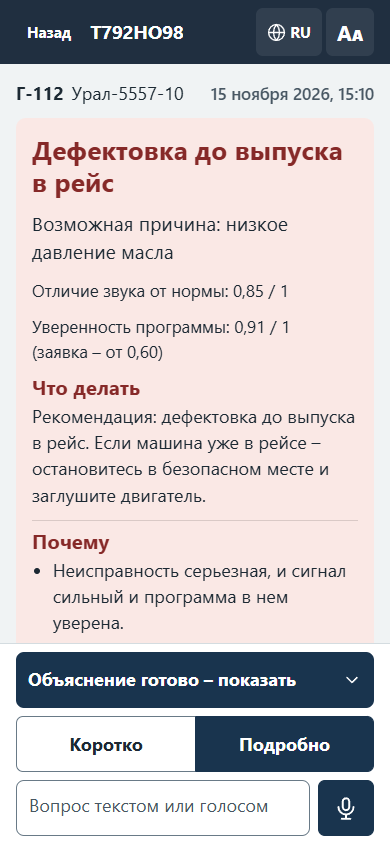 Назад T792HO98 RU Aᴀ
Г-112 Урал-5557-10 15 ноября 2026, 15:10
Дефектовка до выпуска
в рейс
Возможная причина: низкое
давление масла
Отличие звука от нормы: 0,85 / 1
Уверенность программы: 0,91 / 1
(заявка – от 0,60)
Что делать
Рекомендация: дефектовка до выпуска
в рейс. Если машина уже в рейсе –
остановитесь в безопасном месте и
заглушите двигатель.
Почему
• Неисправность серьезная, и сигнал
сильный и программа в нем
уверена.
Объяснение готово – показать
Коротко Подробно
Вопрос текстом или голосом